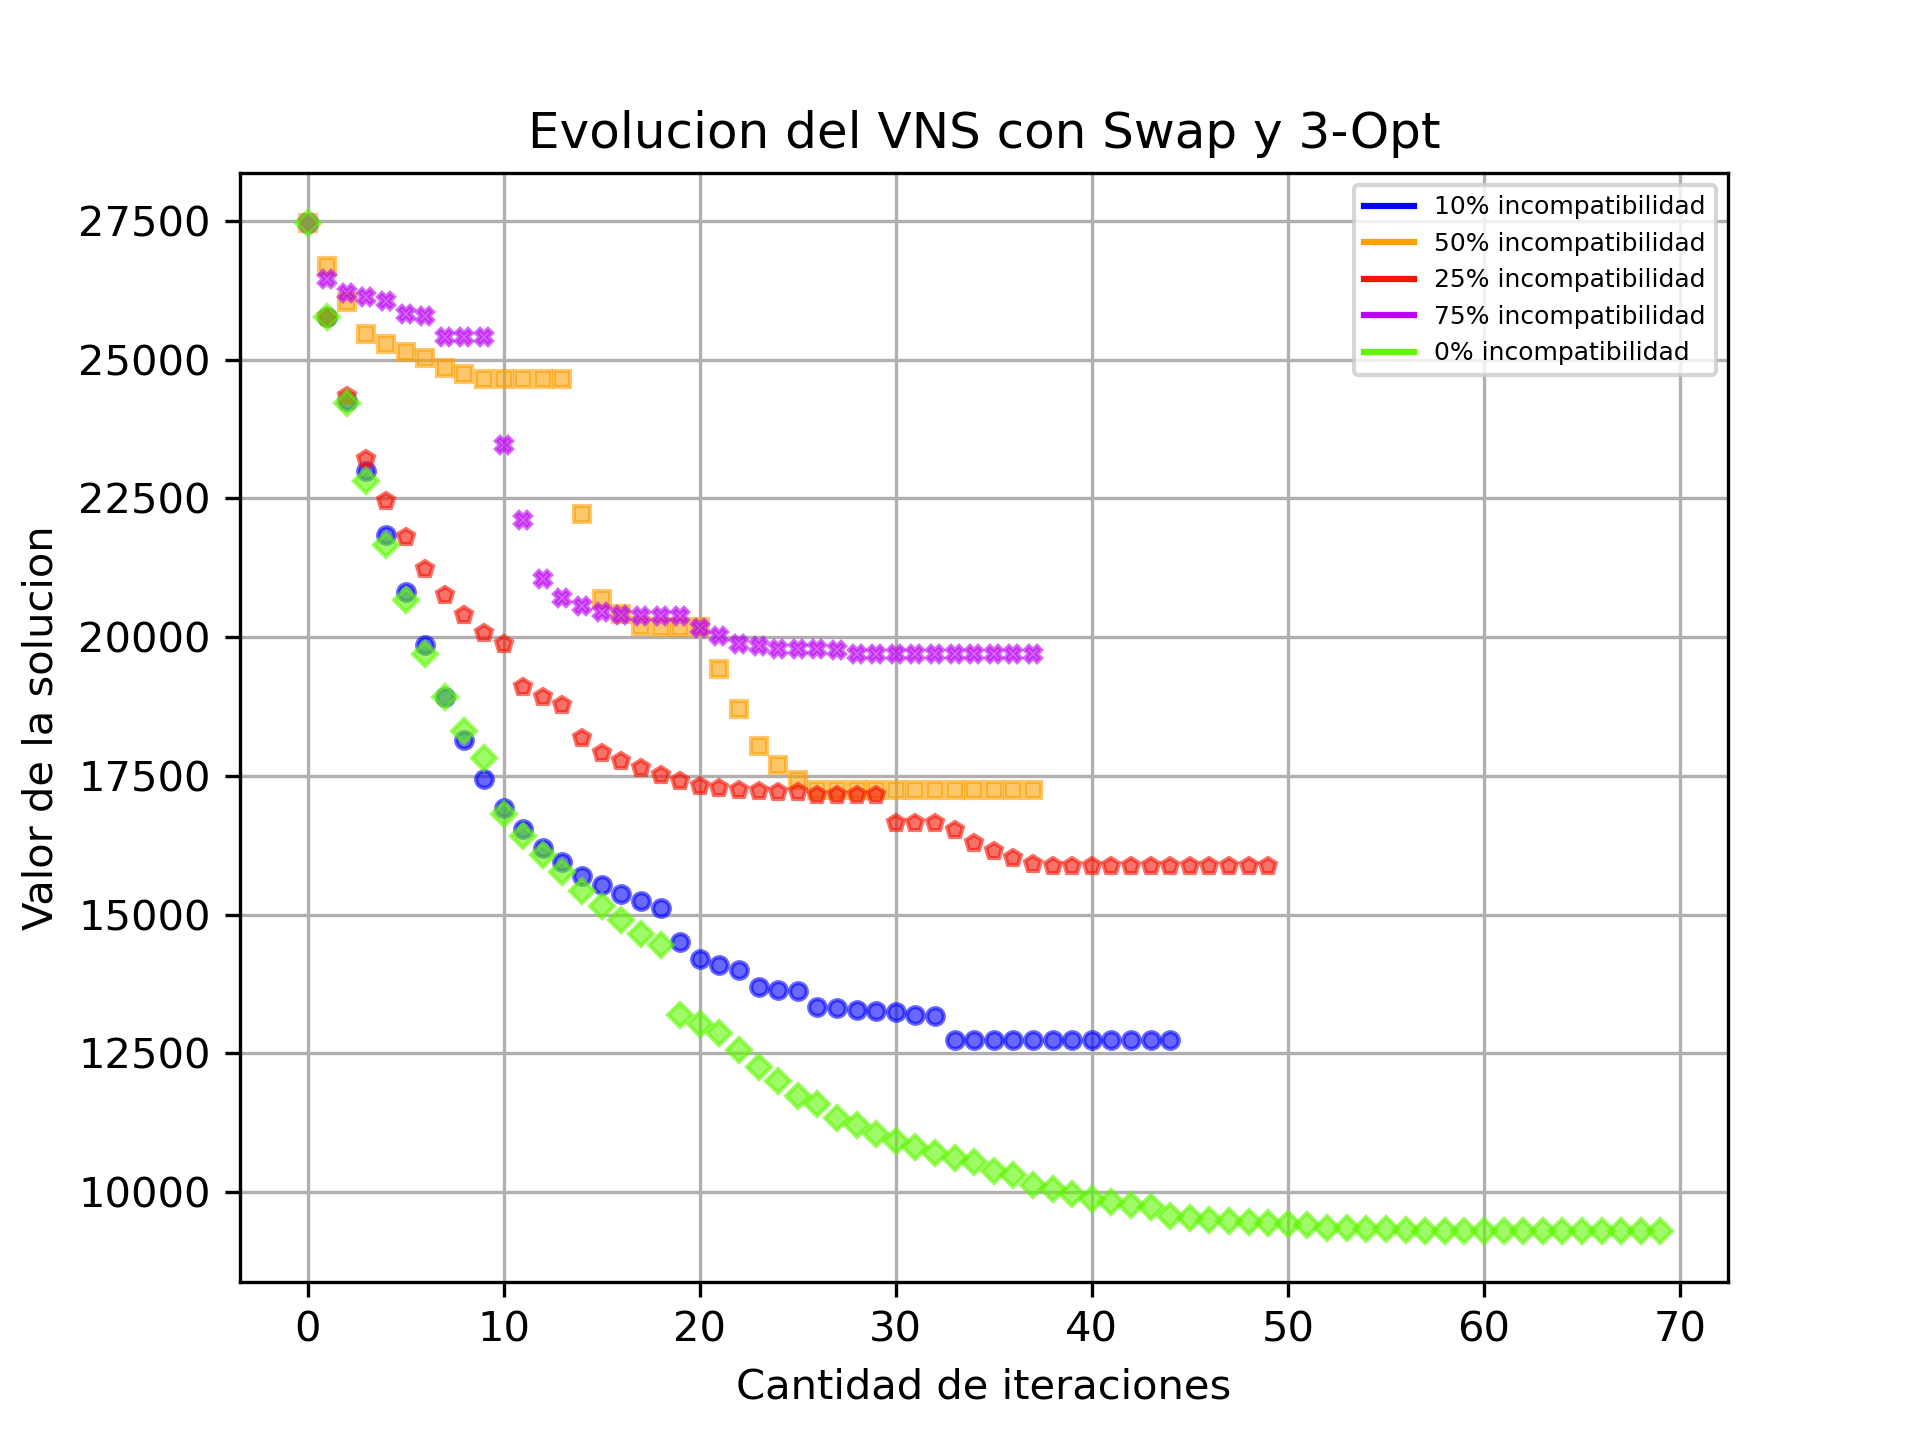 Evolucion del VNS con Swap y 3-Opt
10% incompatibilidad
50% incompatibilidad
25% incompatibilidad
75% incompatibilidad
0% incompatibilidad
27500
25000
22500
20000
17500
15000
12500
10000
Valor de la solucion
0 10 20 30 40 50 60 70
Cantidad de iteraciones